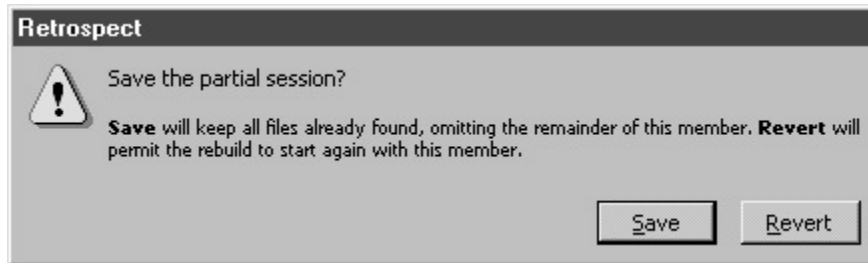 Retrospect
Save the partial session?
Save will keep all files already found, omitting the remainder of this member. Revert will
permit the rebuild to start again with this member.
Save
Revert